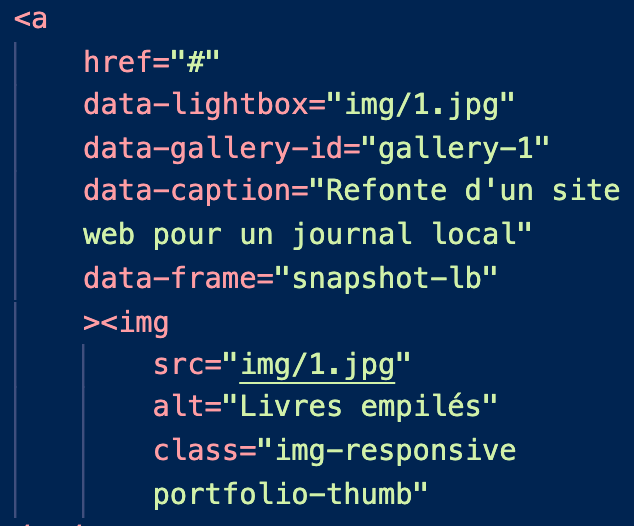 <a
href="#"
data-lightbox="img/1.jpg"
data-gallery-id="gallery-1"
data-caption="Refonte d'un site
web pour un journal local"
data-frame="snapshot-lb"
><img
src="img/1.jpg"
alt="Livres empilés"
class="img-responsive
portfolio-thumb"